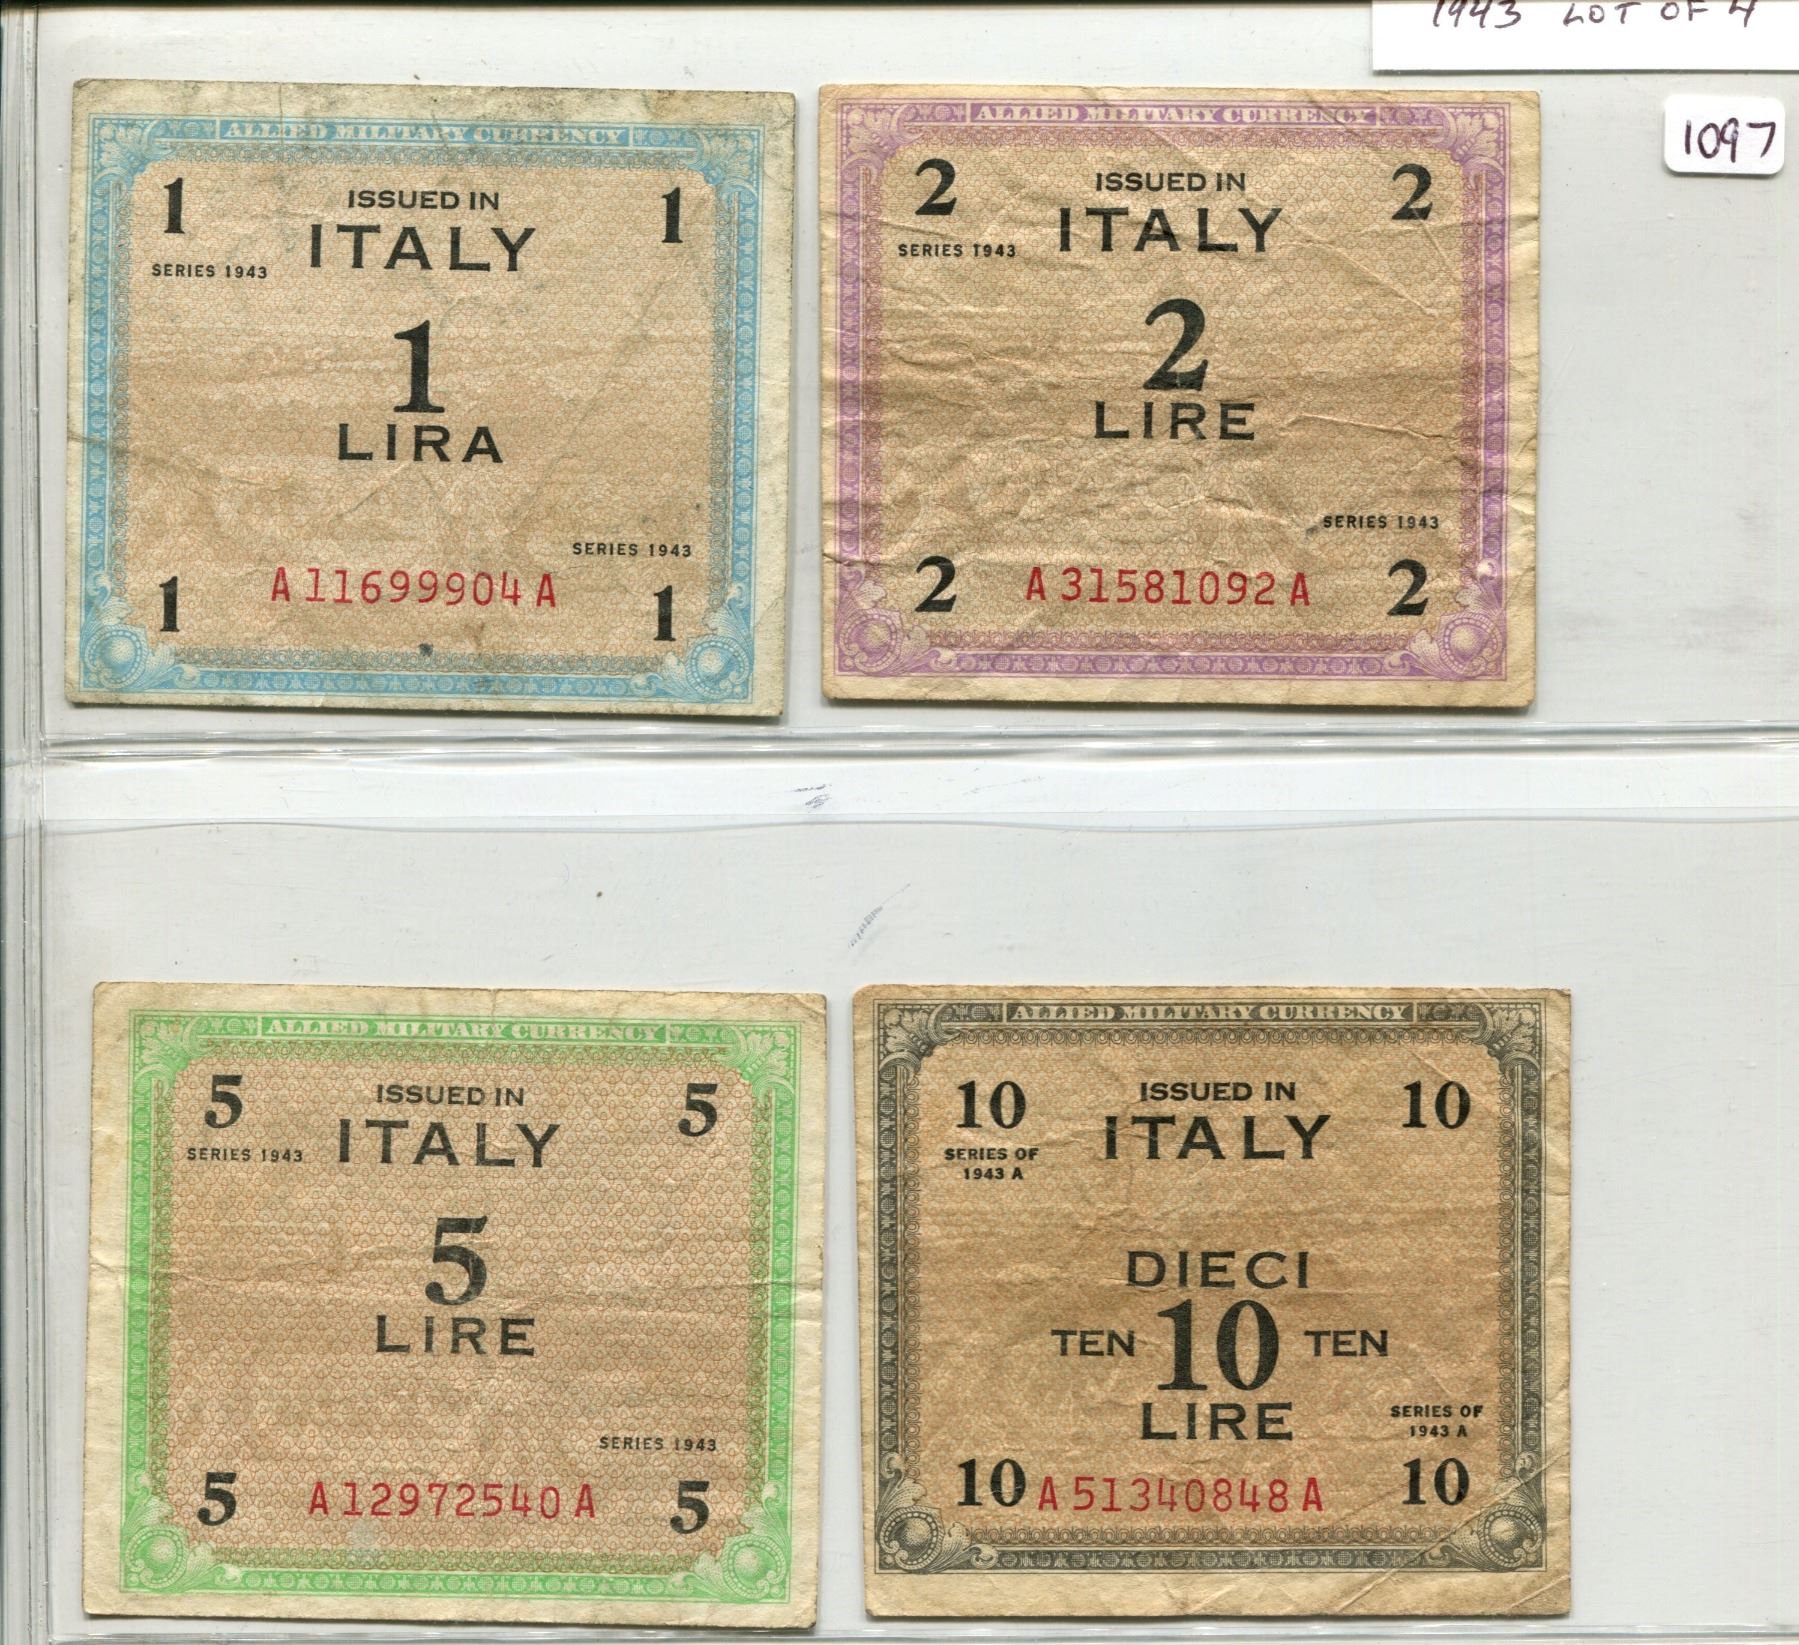 1943 LOT OF 4
1097
ALLIED MILITARY CURRENCY
1 ISSUED IN 1
ITALY
SERIES 1943
1
LIRA
SERIES 1943
1 A11699904A 1
ALLIED MILITARY CURRENCY
2 ISSUED IN 2
ITALY
SERIES 1943
2
LIRE
SERIES 1943
2 A31581092A 2
ALLIED MILITARY CURRENCY
5 ISSUED IN 5
ITALY
SERIES 1943
5
LIRE
SERIES 1943
5 A12972540A 5
ALLIED MILITARY CURRENCY
10 ISSUED IN 10
ITALY
SERIES OF
1943 A
DIECI
TEN 10 TEN
LIRE
SERIES OF
1943 A
10 A51340848A 10